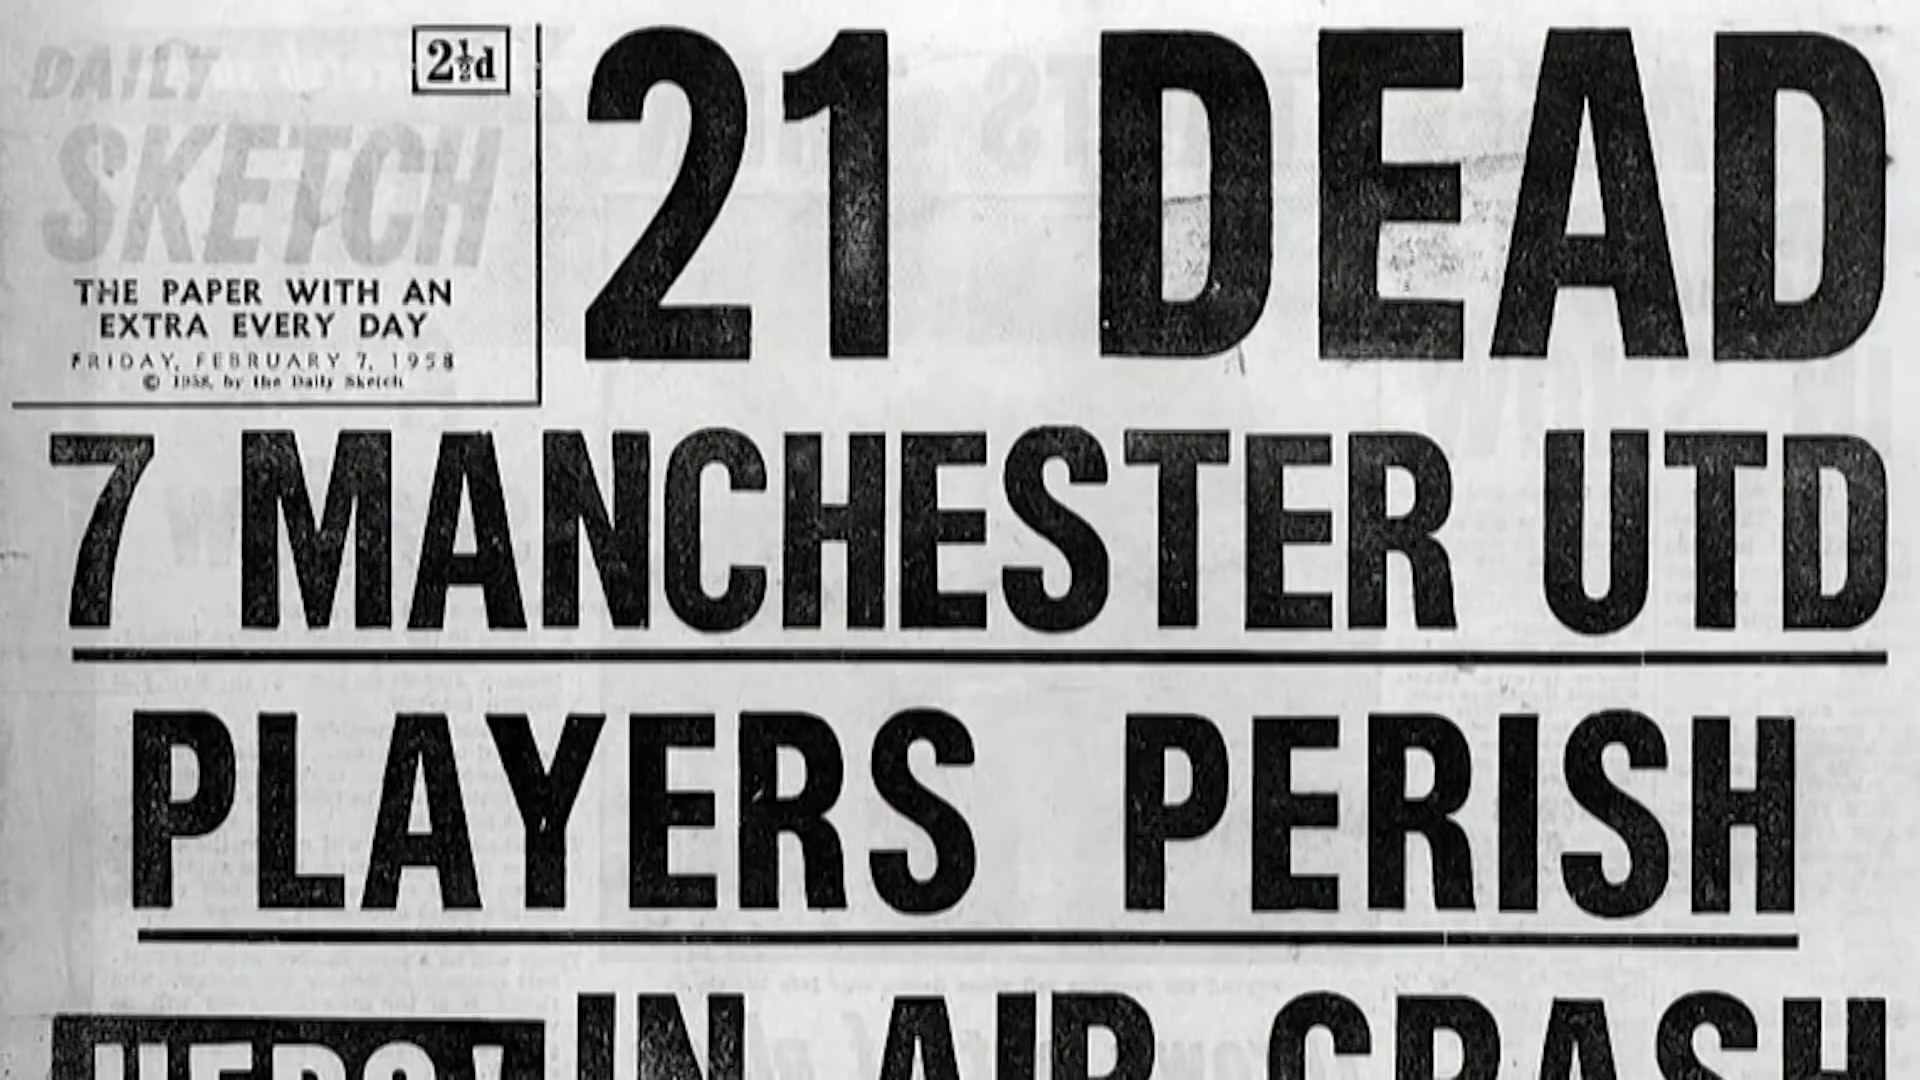 DAILY
SKETCH
2½d
THE PAPER WITH AN
EXTRA EVERY DAY
FRIDAY, FEBRUARY 7, 1958
© 1958, by the Daily Sketch
21 DEAD
7 MANCHESTER UTD
PLAYERS PERISH
IN AIR CRASH